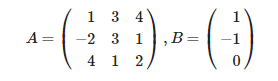 A = ( 1 3 4
-2 3 1
4 1 2 ) , B = ( 1
-1
0 )